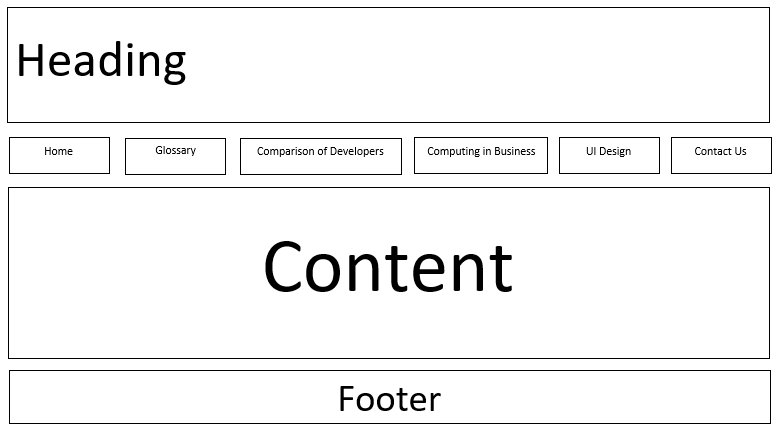 Heading
Home
Glossary
Comparison of Developers
Computing in Business
UI Design
Contact Us
Content
Footer